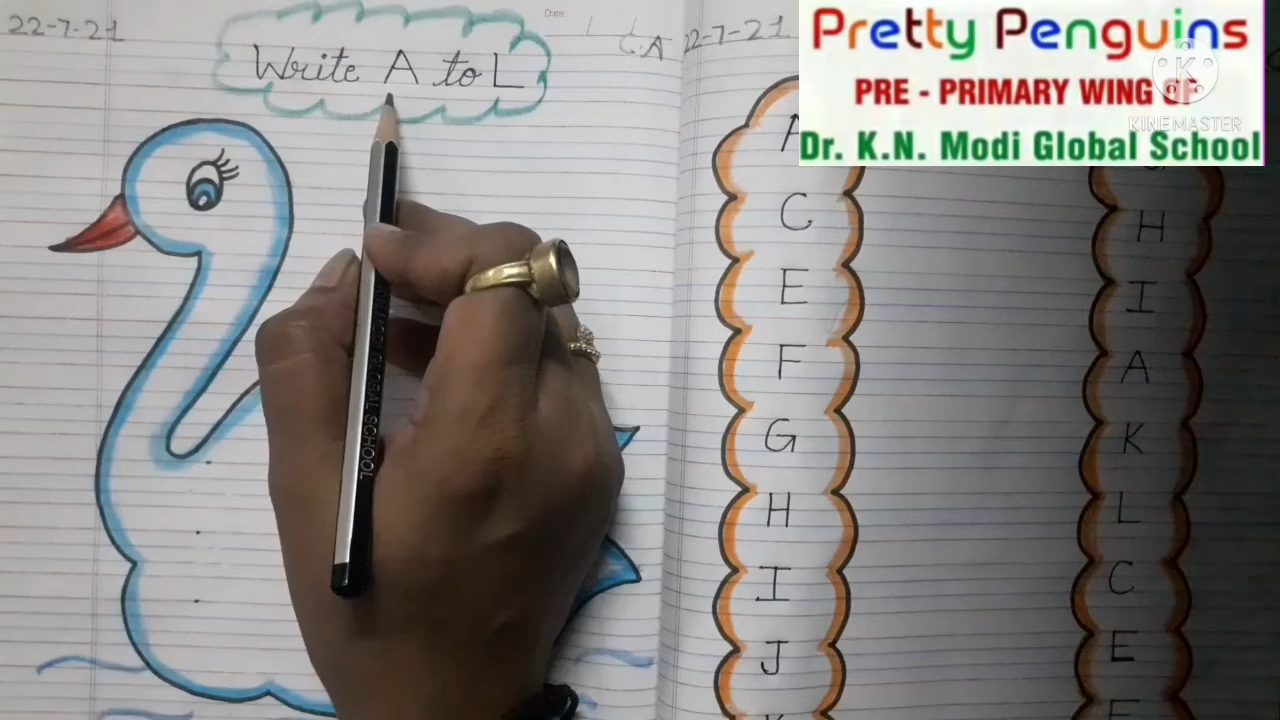 22-7-21
Write A to L
Date
C.A
22-7-21
Pretty Penguins
PRE - PRIMARY WING OF
Dr. K.N. Modi Global School
K
KINEMASTER
GLOBAL SCHOOL
A
C
E
F
G
H
I
J
H
I
A
K
L
C
E
F